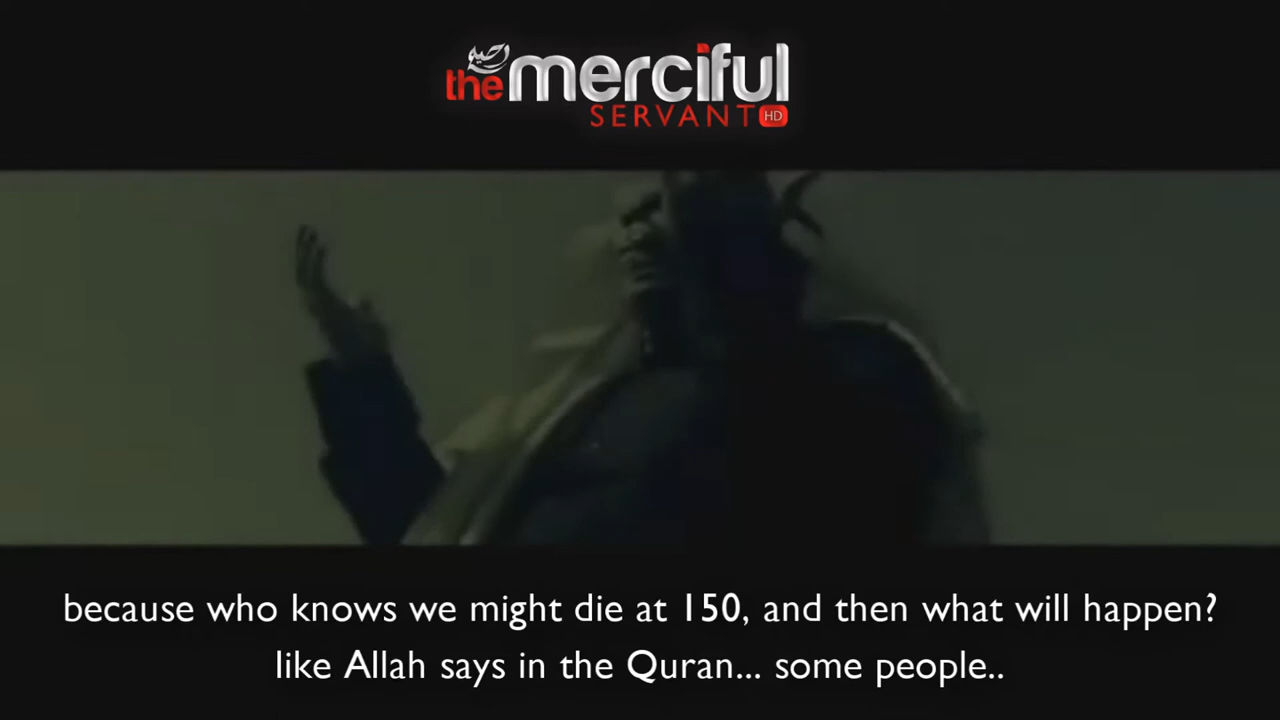 the merciful
SERVANT HD
because who knows we might die at 150, and then what will happen?
like Allah says in the Quran... some people..